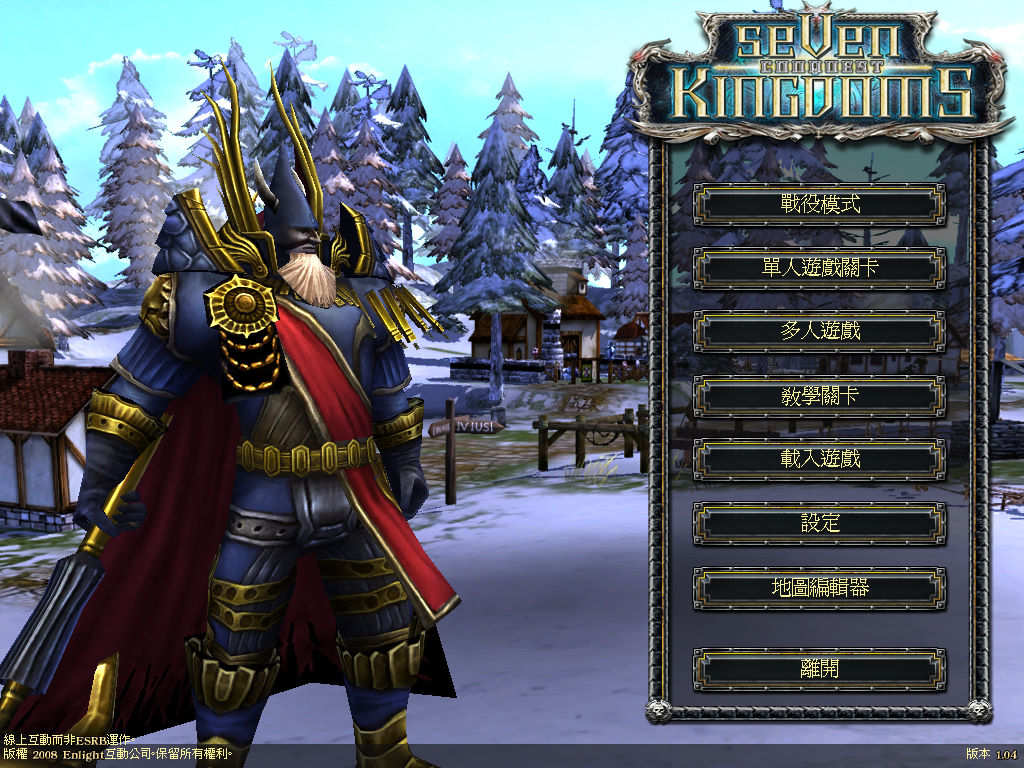 Seven
CONQUEST
KINGDOMS
戰役模式
單人遊戲關卡
多人遊戲
教學關卡
載入遊戲
設定
地圖編輯器
離開
線上互動而非ESRB運作。
版權 2008 Enlight互動公司。保留所有權利。
版本 1.04